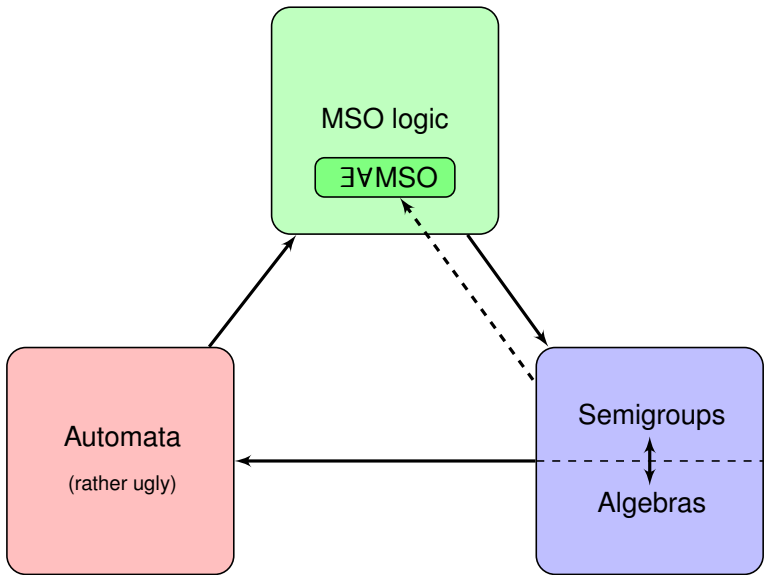 MSO logic
∃∀MSO
Automata
(rather ugly)
Semigroups
Algebras